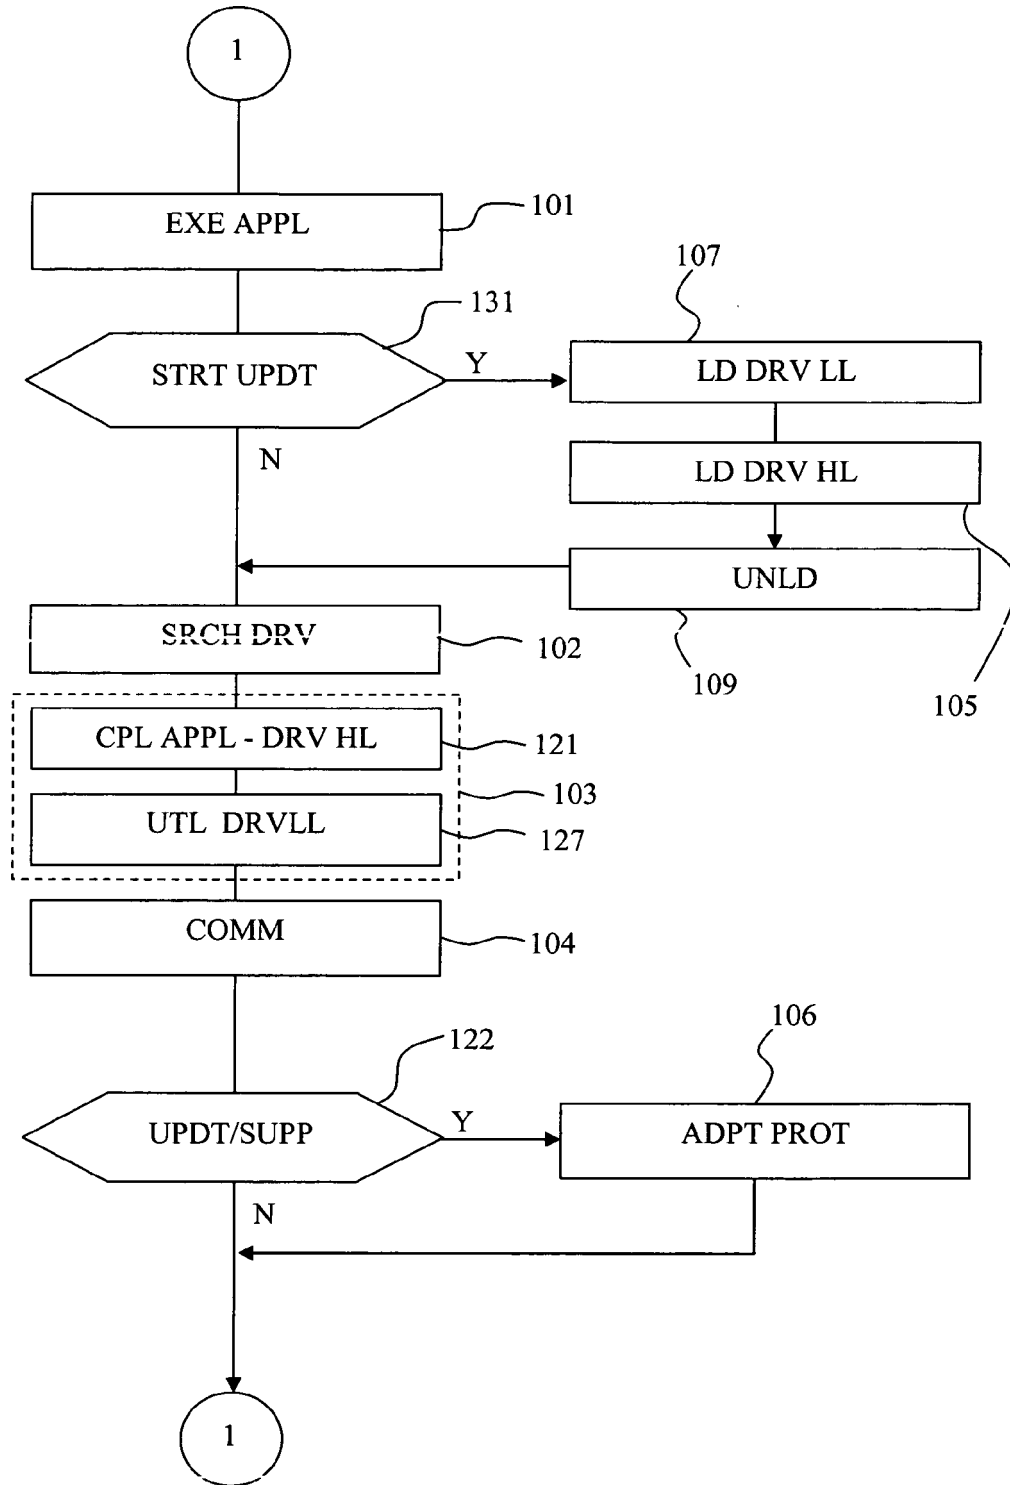 1
EXE APPL
101
107
131
STRT UPDT
Y
LD DRV LL
N
LD DRV HL
UNLD
SRCH DRV
102
109
105
CPL APPL - DRV HL
121
103
UTL DRVLL
127
COMM
104
106
122
UPDT/SUPP
Y
ADPT PROT
N
1